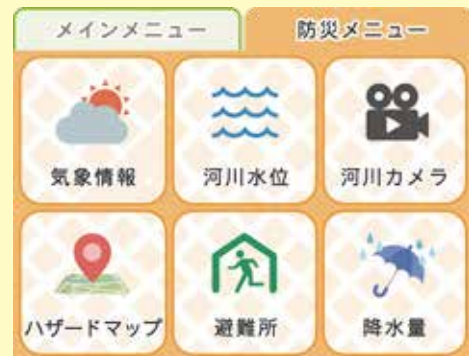 メインメニュー
防災メニュー
気象情報
河川水位
河川カメラ
ハザードマップ
避難所
降水量